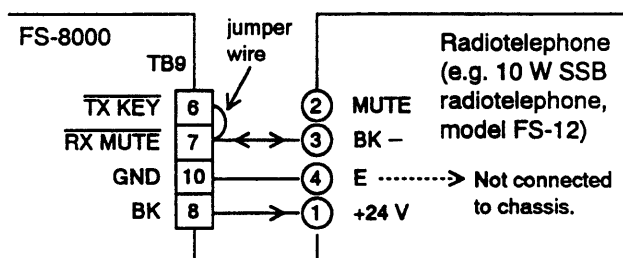 FS-8000
jumper
wire
TB9
Radiotelephone
(e.g. 10 W SSB
radiotelephone,
model FS-12)
TX KEY 6 2 MUTE
RX MUTE 7 3 BK –
GND 10 4 E Not connected
to chassis.
BK 8 1 +24 V